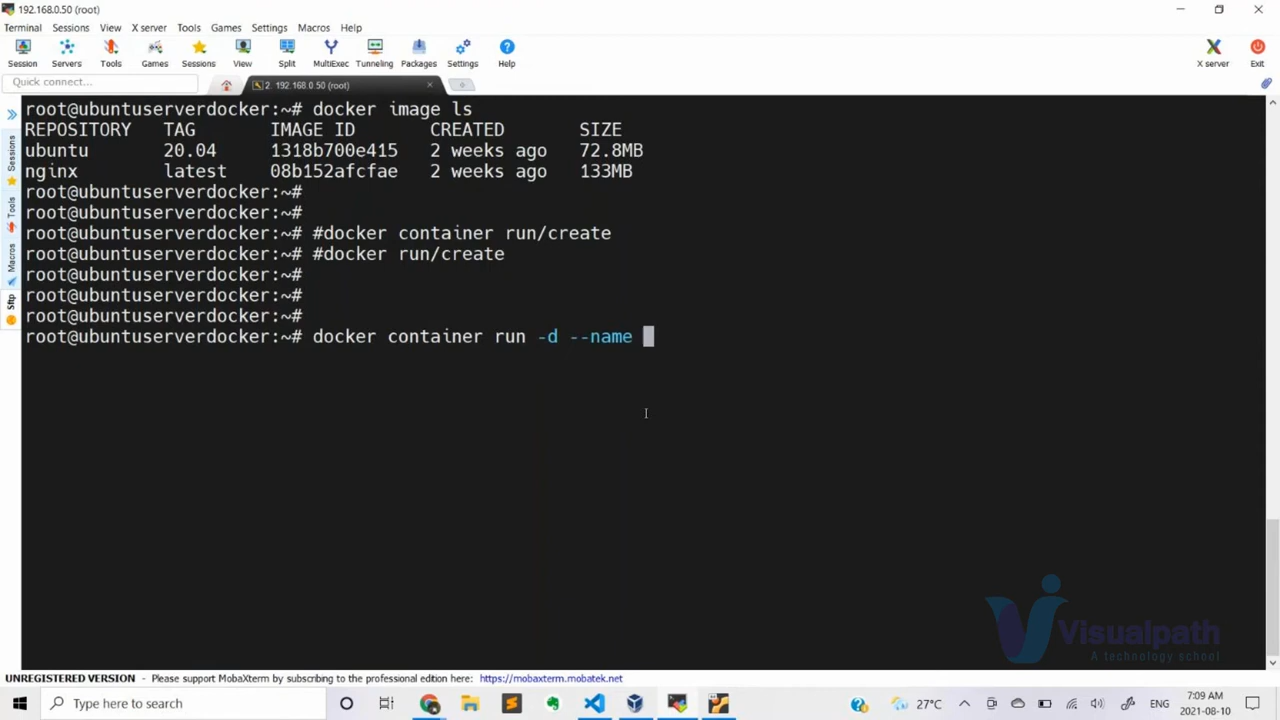 192.168.0.50 (root)
Terminal Sessions View X server Tools Games Settings Macros Help
Session Servers Tools Games Sessions View Split MultiExec Tunneling Packages Settings Help X server Exit
Quick connect... 2. 192.168.0.50 (root)
Sessions
Tools
Macros
Sftp
root@ubuntuserverdocker:~# docker image ls
REPOSITORY TAG IMAGE ID CREATED SIZE
ubuntu 20.04 1318b700e415 2 weeks ago 72.8MB
nginx latest 08b152afcfae 2 weeks ago 133MB
root@ubuntuserverdocker:~#
root@ubuntuserverdocker:~#
root@ubuntuserverdocker:~# #docker container run/create
root@ubuntuserverdocker:~# #docker run/create
root@ubuntuserverdocker:~#
root@ubuntuserverdocker:~#
root@ubuntuserverdocker:~#
root@ubuntuserverdocker:~# docker container run -d --name
Visualpath
A technology school
UNREGISTERED VERSION - Please support MobaXterm by subscribing to the professional edition here: https://mobaxterm.mobatek.net
Type here to search 27°C ENG 7:09 AM
2021-08-10